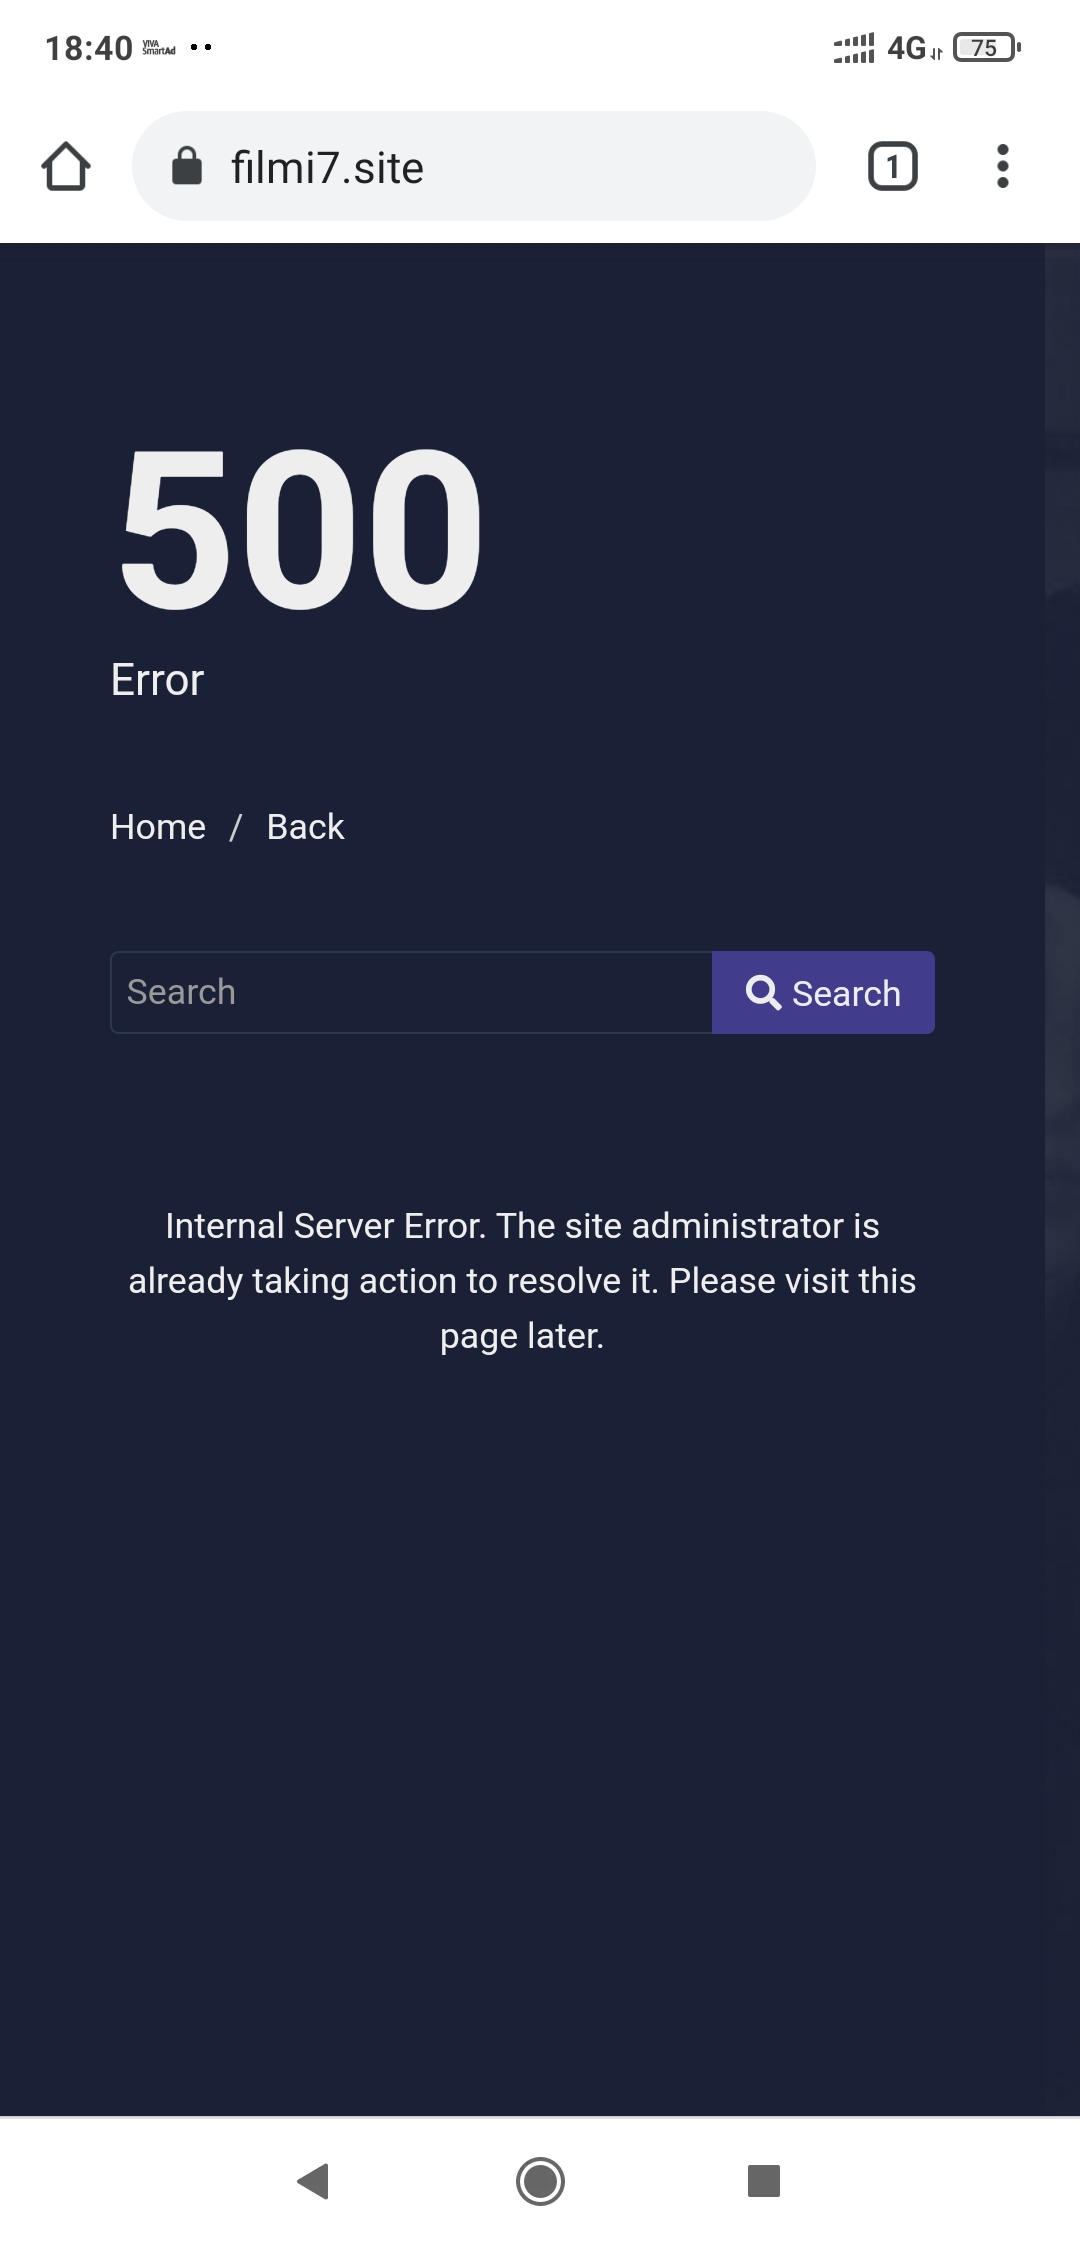 18:40 VIVA SmartAd 4G 75
filmi7.site 1
500
Error
Home / Back
Search Search
Internal Server Error. The site administrator is
already taking action to resolve it. Please visit this
page later.